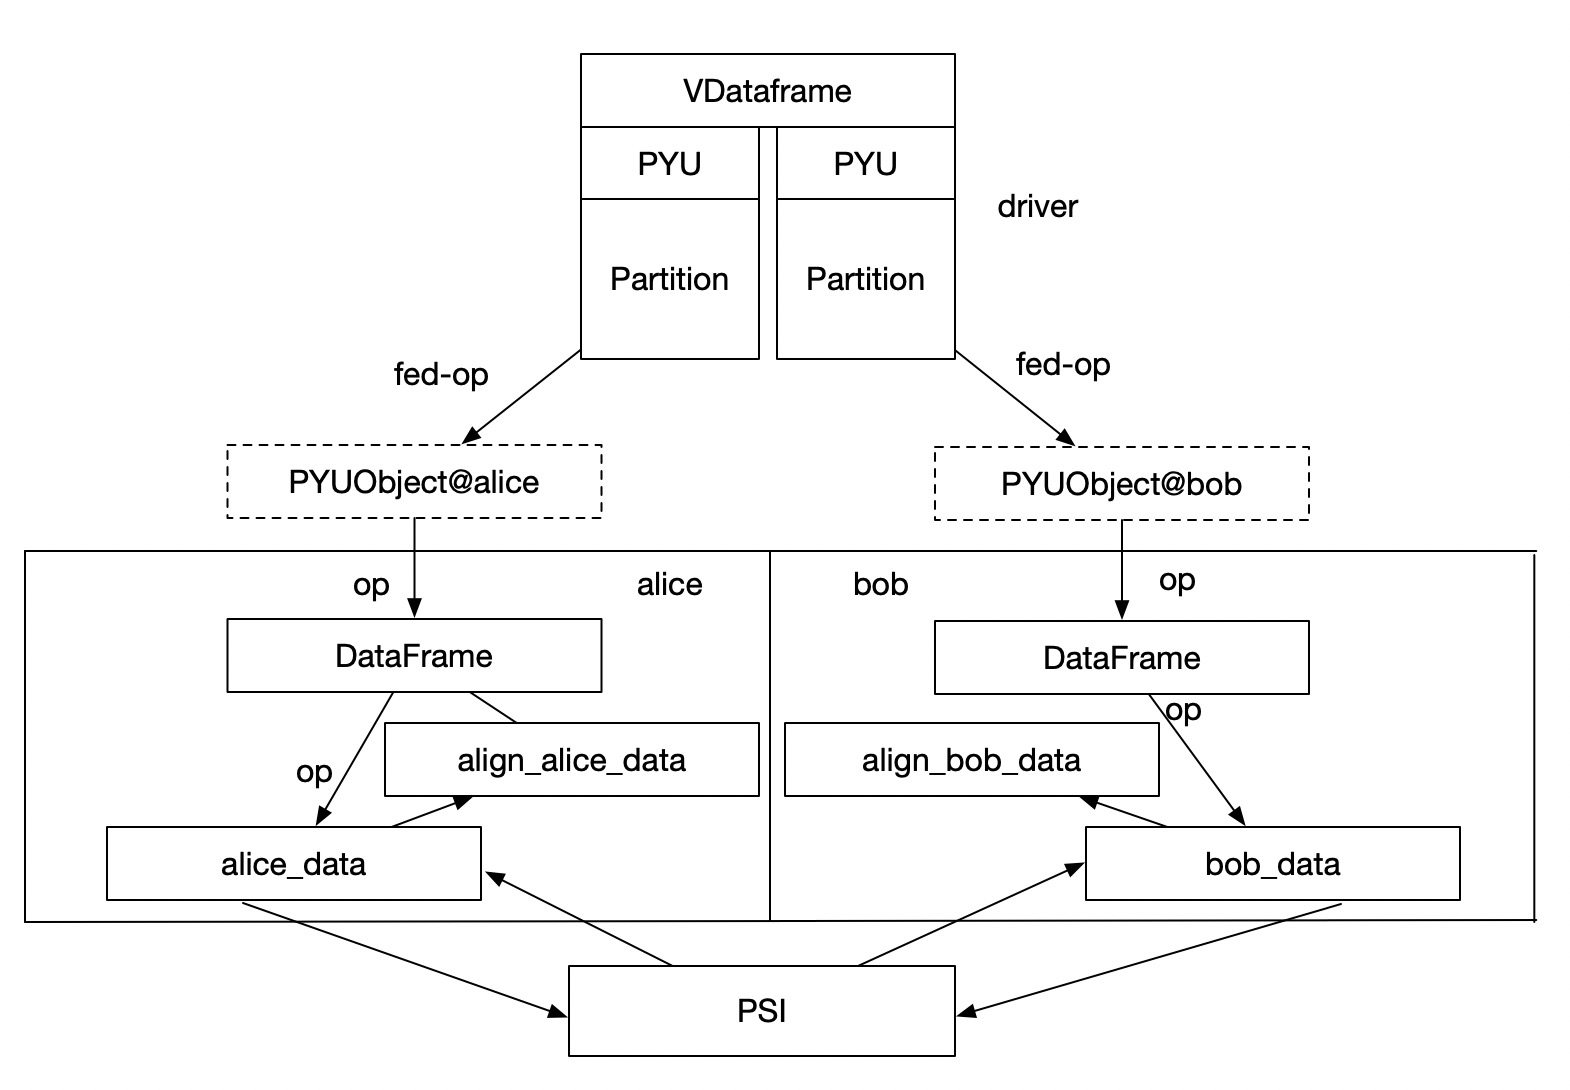 VDataframe
PYU
PYU
driver
Partition
Partition
fed-op
fed-op
PYUObject@alice
PYUObject@bob
op
alice
bob
op
DataFrame
DataFrame
op
align_alice_data
align_bob_data
op
alice_data
bob_data
PSI